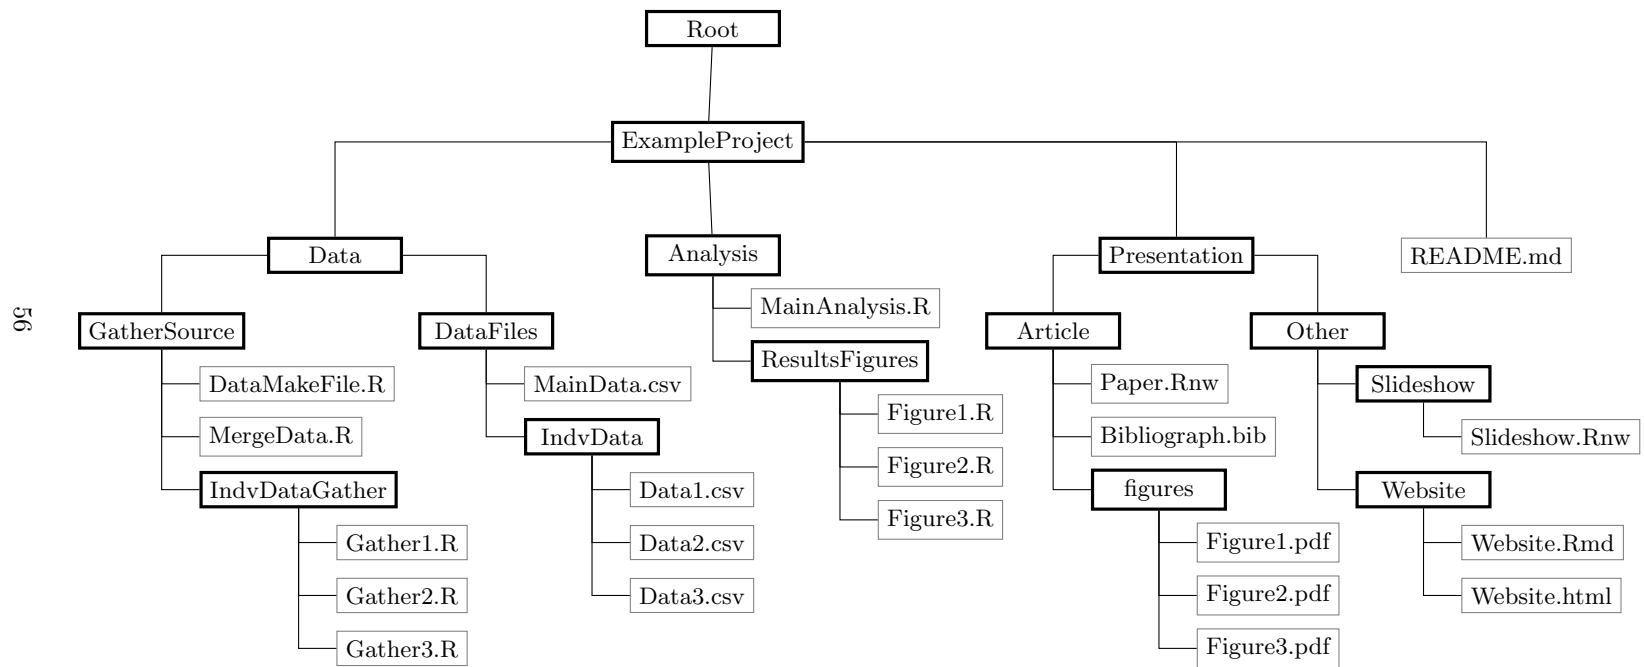 Root
ExampleProject
Data
Analysis
Presentation
README.md
GatherSource
DataMakeFile.R
MergeData.R
IndvDataGather
Gather1.R
Gather2.R
Gather3.R
DataFiles
MainData.csv
IndvData
Data1.csv
Data2.csv
Data3.csv
MainAnalysis.R
ResultsFigures
Figure1.R
Figure2.R
Figure3.R
Article
Paper.Rnw
Bibliograph.bib
figures
Figure1.pdf
Figure2.pdf
Figure3.pdf
Other
Slideshow
Slideshow.Rnw
Website
Website.Rmd
Website.html
56